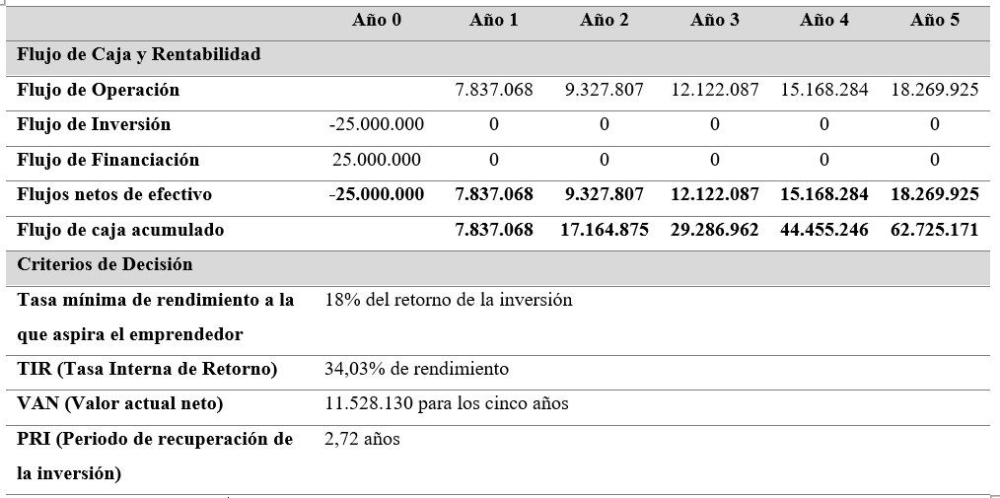 Año 0 Año 1 Año 2 Año 3 Año 4 Año 5
Flujo de Caja y Rentabilidad
Flujo de Operación 7.837.068 9.327.807 12.122.087 15.168.284 18.269.925
Flujo de Inversión -25.000.000 0 0 0 0 0
Flujo de Financiación 25.000.000 0 0 0 0 0
Flujos netos de efectivo -25.000.000 7.837.068 9.327.807 12.122.087 15.168.284 18.269.925
Flujo de caja acumulado 7.837.068 17.164.875 29.286.962 44.455.246 62.725.171
Criterios de Decisión
Tasa mínima de rendimiento a la 18% del retorno de la inversión
que aspira el emprendedor
TIR (Tasa Interna de Retorno) 34,03% de rendimiento
VAN (Valor actual neto) 11.528.130 para los cinco años
PRI (Periodo de recuperación de 2,72 años
la inversión)